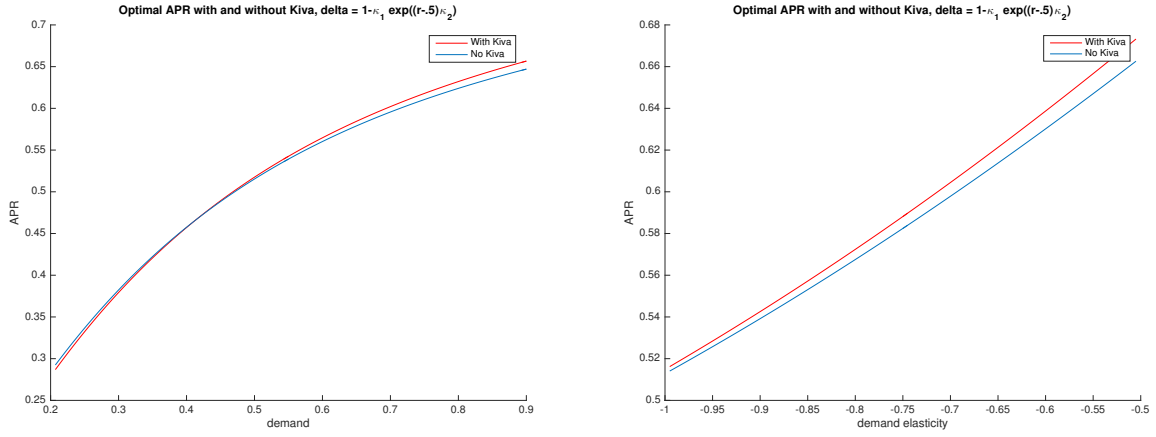 Optimal APR with and without Kiva, delta = 1-κ1 exp((r-.5)κ2)
0.7
0.65
0.6
0.55
0.5
0.45
0.4
0.35
0.3
0.25
APR
With Kiva
No Kiva
0.2 0.3 0.4 0.5 0.6 0.7 0.8 0.9
demand
Optimal APR with and without Kiva, delta = 1-κ1 exp((r-.5)κ2)
0.68
0.66
0.64
0.62
0.6
0.58
0.56
0.54
0.52
0.5
APR
With Kiva
No Kiva
-1 -0.95 -0.9 -0.85 -0.8 -0.75 -0.7 -0.65 -0.6 -0.55 -0.5
demand elasticity